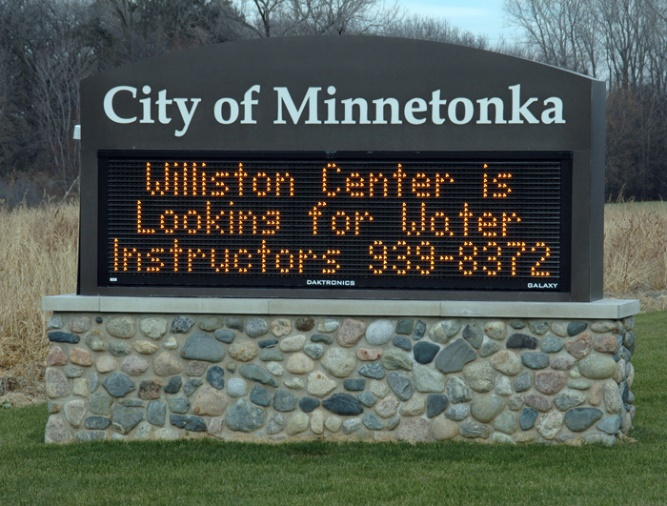 City of Minnetonka
Williston Center is
Looking for Water
Instructors 939-8372
DAKTRONICS
GALAXY